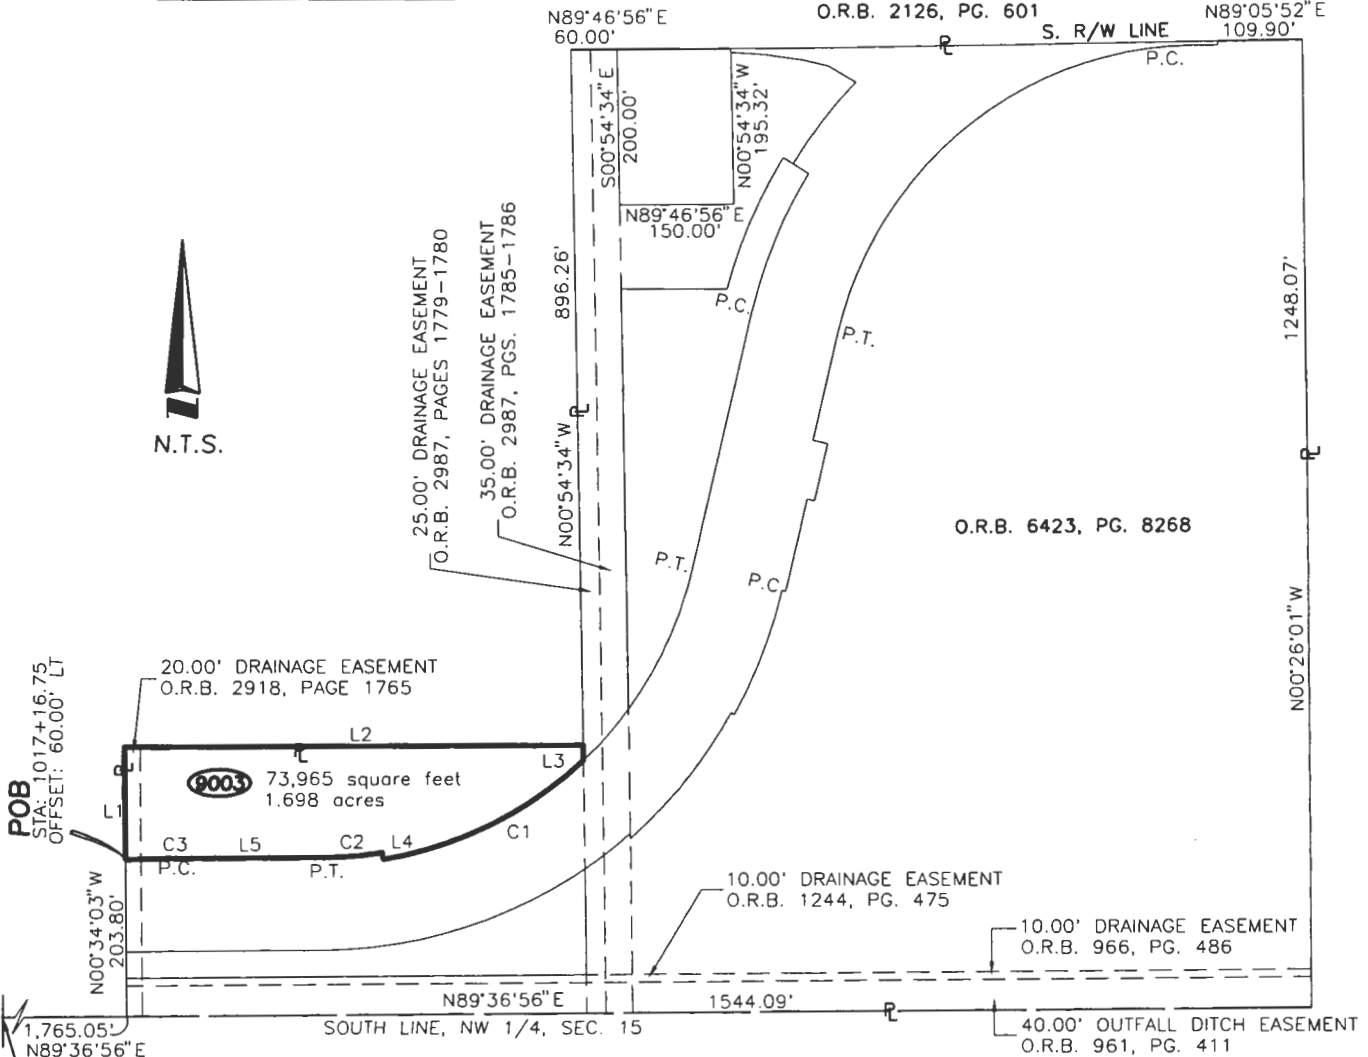 N89°46'56"E
60.00'
O.R.B. 2126, PG. 601
S. R/W LINE
N89°05'52"E
109.90'
PL
P.C.
S00°54'34"E
200.00'
N00°54'34"W
195.32'
N89°46'56"E
150.00'
25.00' DRAINAGE EASEMENT
O.R.B. 2987, PAGES 1779-1780
35.00' DRAINAGE EASEMENT
O.R.B. 2987, PGS. 1785-1786
896.26'
N00°54'34"W
PL
P.C.
P.T.
1248.07'
N00°26'01"W
PL
N.T.S.
O.R.B. 6423, PG. 8268
P.T.
P.C.
20.00' DRAINAGE EASEMENT
O.R.B. 2918, PAGE 1765
POB
STA: 1017+16.75
OFFSET: 60.00' LT
L2
PL
PL
L3
9003
73,965 square feet
1.698 acres
L1
C3
L5
C2
L4
C1
P.C.
P.T.
N00°34'03"W
203.80'
10.00' DRAINAGE EASEMENT
O.R.B. 1244, PG. 475
10.00' DRAINAGE EASEMENT
O.R.B. 966, PG. 486
N89°36'56"E
1544.09'
PL
1,765.05'
N89°36'56"E
SOUTH LINE, NW 1/4, SEC. 15
40.00' OUTFALL DITCH EASEMENT
O.R.B. 961, PG. 411